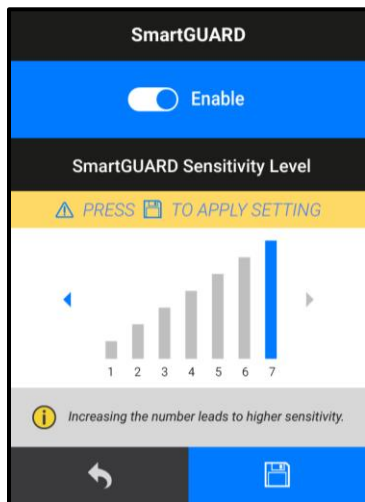 SmartGUARD
Enable
SmartGUARD Sensitivity Level
PRESS TO APPLY SETTING
1 2 3 4 5 6 7
Increasing the number leads to higher sensitivity.